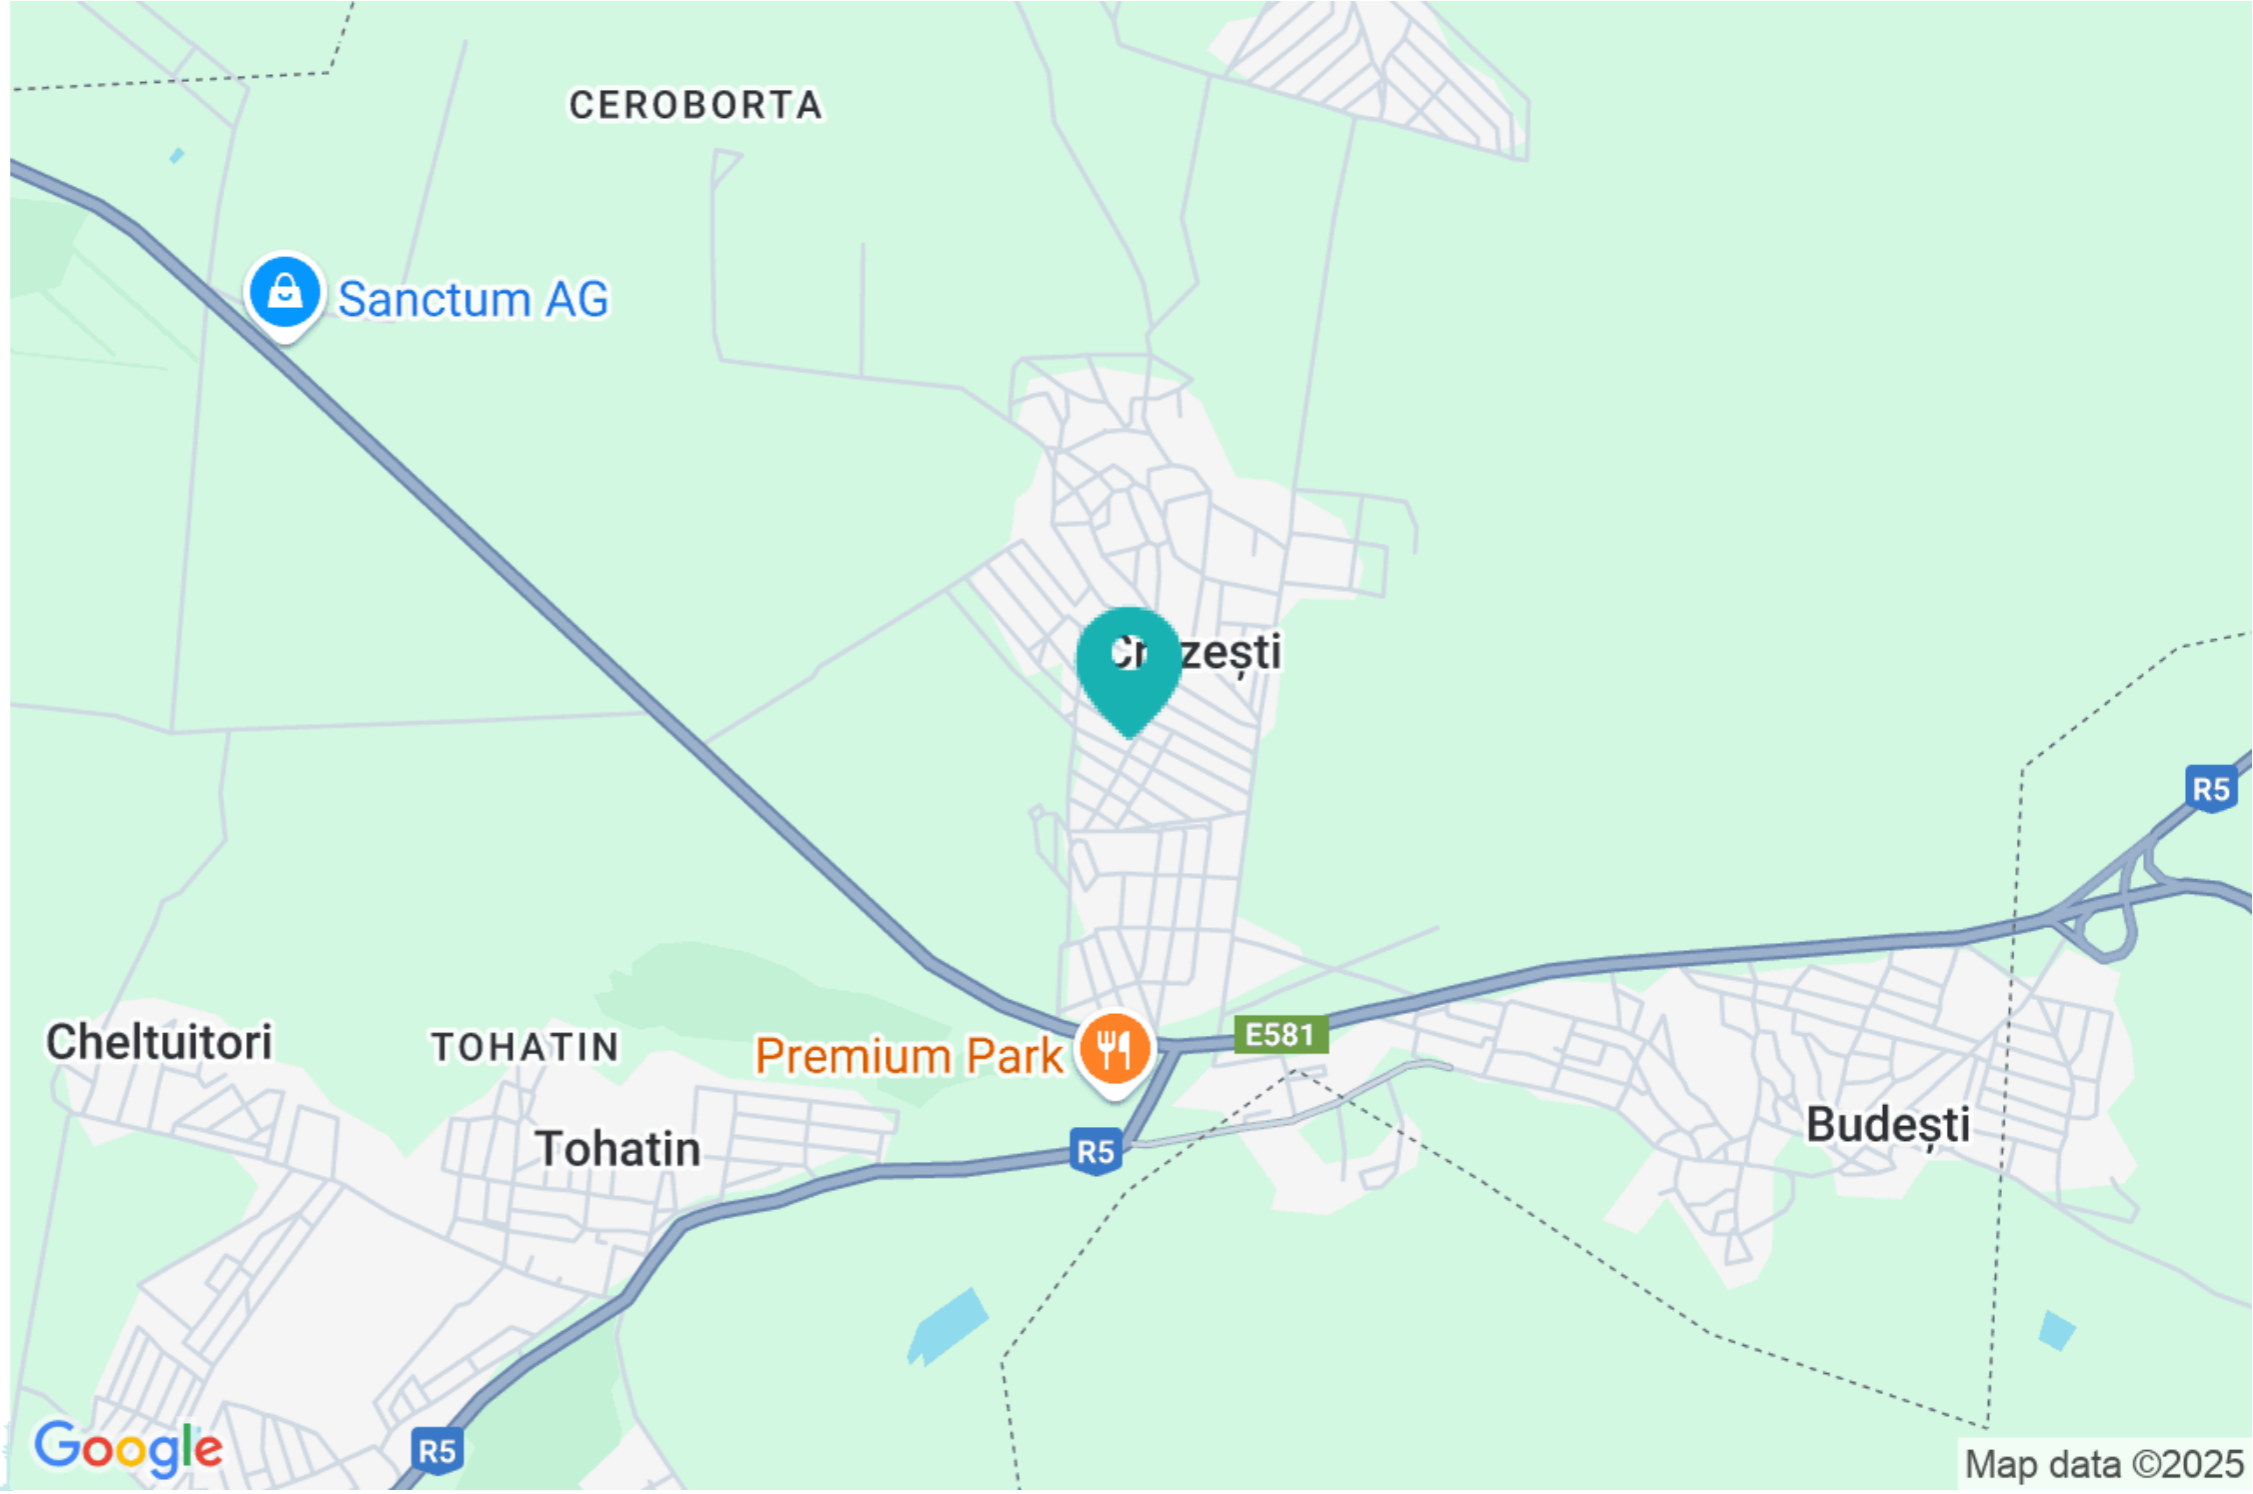 CEROBORTA
Sanctum AG
zești
R5
Cheltuitori
TOHATIN
Premium Park
E581
Tohatin
R5
Budești
R5
Google
Map data ©2025